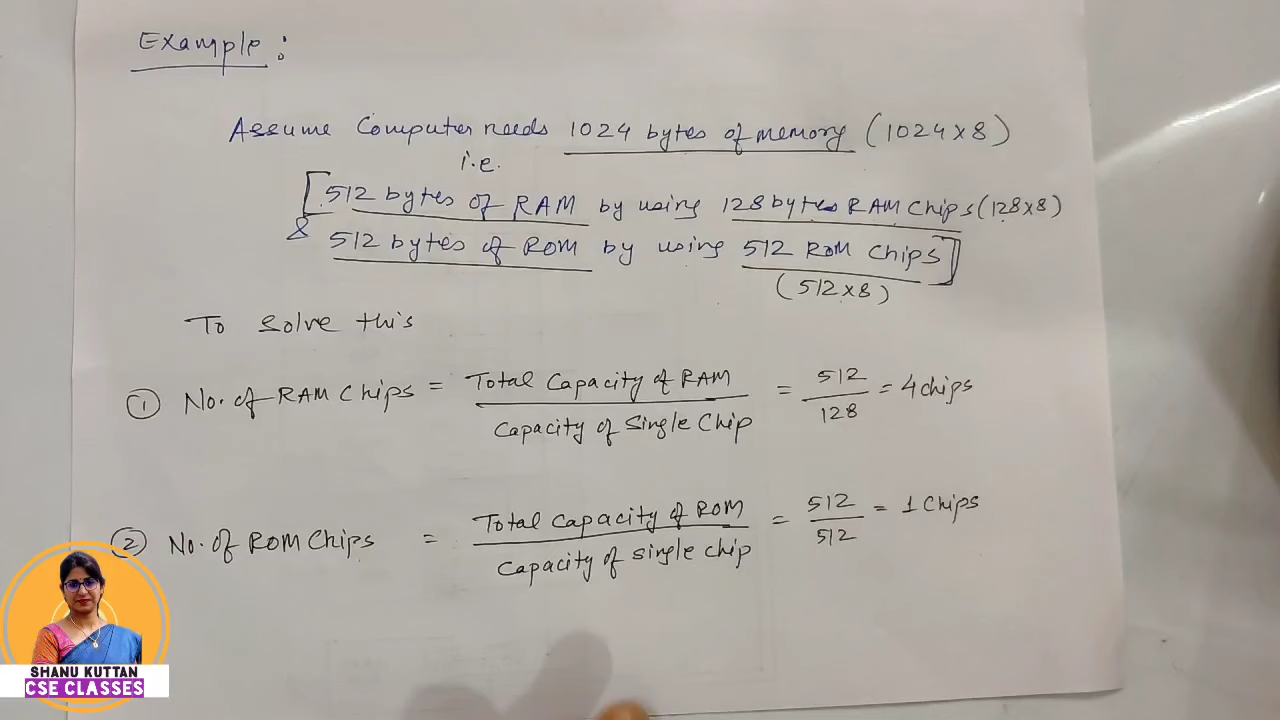 Example:
Assume Computer needs 1024 bytes of memory (1024x8)
i.e.
[512 bytes of RAM by using 128 bytes RAM Chips (128x8)
& 512 bytes of ROM by using 512 ROM Chips]
(512x8)
To solve this
① No. of RAM Chips = Total Capacity of RAM / Capacity of Single Chip = 512 / 128 = 4 chips
② No. of ROM Chips = Total Capacity of ROM / Capacity of single chip = 512 / 512 = 1 Chips
SHANU KUTTAN
CSE CLASSES